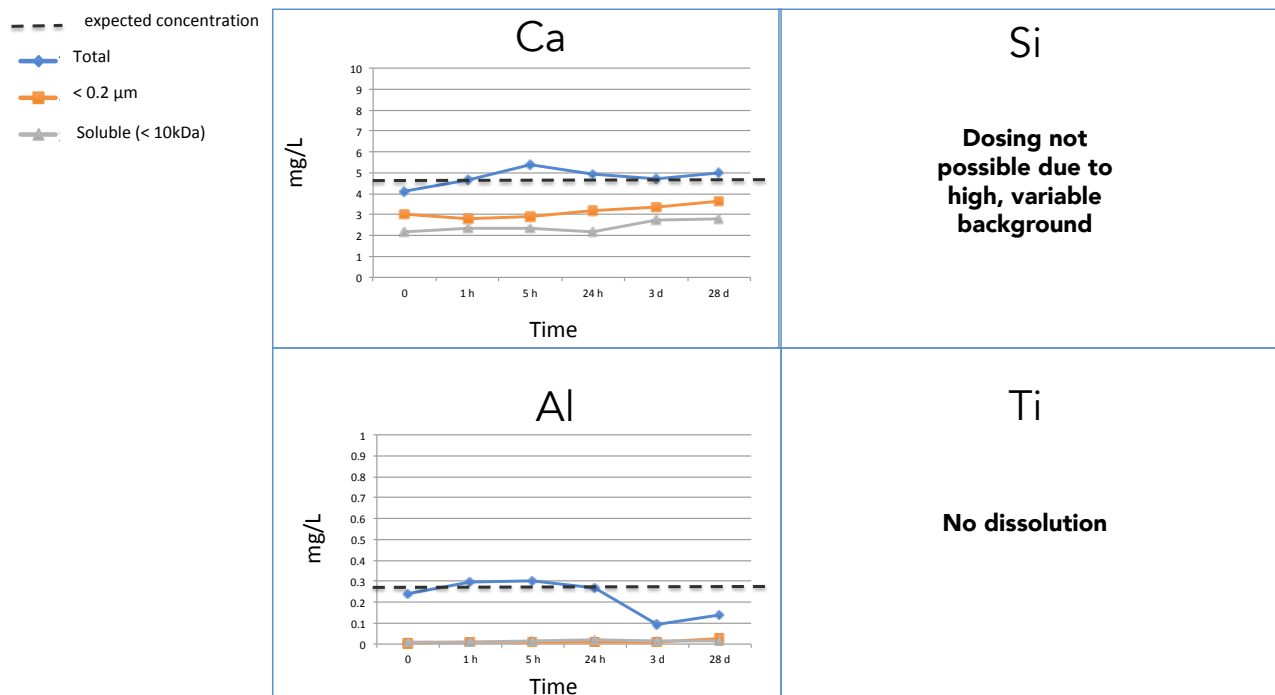 expected concentration
Total
< 0.2 µm
Soluble (< 10kDa)
Ca
10
9
8
7
6
5
4
3
2
1
0
mg/L
0 1 h 5 h 24 h 3 d 28 d
Time
Si
Dosing not
possible due to
high, variable
background
Al
1
0.9
0.8
0.7
0.6
0.5
0.4
0.3
0.2
0.1
0
mg/L
0 1 h 5 h 24 h 3 d 28 d
Time
Ti
No dissolution